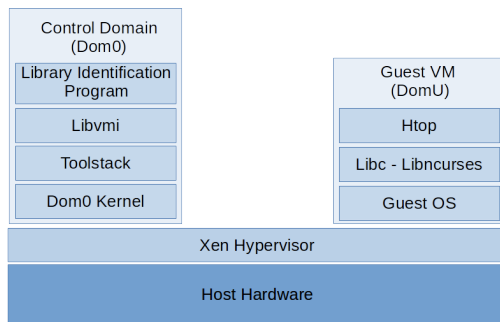 Control Domain
(Dom0)
Library Identification
Program
Libvmi
Toolstack
Dom0 Kernel
Guest VM
(DomU)
Htop
Libc - Libncurses
Guest OS
Xen Hypervisor
Host Hardware